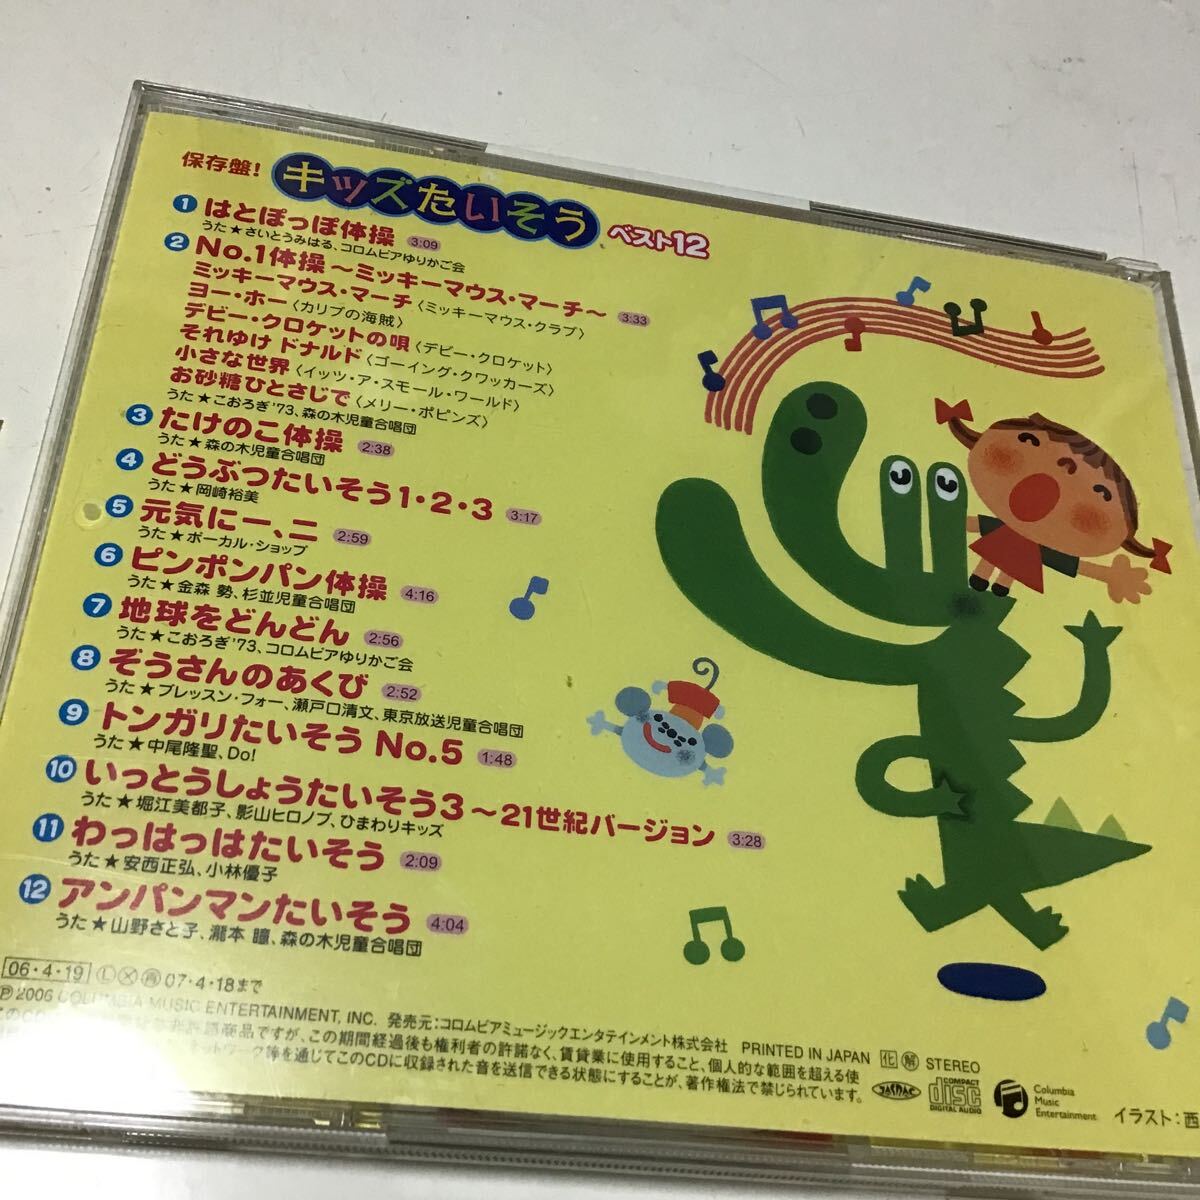 保存盤! キッズたいそう ベスト12
1 はとぽっぽ体操 3:09
うた★さいとうみはる、コロムビアゆりかご会
2 No.1体操〜ミッキーマウス・マーチ〜 3:33
ミッキーマウス・マーチ〈ミッキーマウス・クラブ〉
ヨー・ホー〈カリブの海賊〉
デビー・クロケットの唄〈デビー・クロケット〉
それゆけ ドナルド〈ゴーイング・クワッカーズ〉
小さな世界〈イッツ・ア・スモール・ワールド〉
お砂糖ひとさじで〈メリー・ポピンズ〉
うた★こおろぎ'73、森の木児童合唱団
3 たけのこ体操 2:38
うた★森の木児童合唱団
4 どうぶつたいそう1・2・3 3:17
うた★岡崎裕美
5 元気に一、二 2:59
うた★ボーカル・ショップ
6 ピンポンパン体操 4:16
うた★金森 勢、杉並児童合唱団
7 地球をどんどん 2:56
うた★こおろぎ'73、コロムビアゆりかご会
8 ぞうさんのあくび 2:52
うた★ブレッスン・フォー、瀬戸口清文、東京放送児童合唱団
9 トンガリたいそう No.5 1:48
うた★中尾隆聖、Do!
10 いっとうしょうたいそう3〜21世紀バージョン 3:28
うた★堀江美都子、影山ヒロノブ、ひまわりキッズ
11 わっはっはたいそう 2:09
うた★安西正弘、小林優子
12 アンパンマンたいそう 4:04
うた★山野さと子、瀧本 瞳、森の木児童合唱団
06・4・19 Ⓛ Ⓧ ㊢ 07・4・18まで
Ⓟ2006 COLUMBIA MUSIC ENTERTAINMENT, INC. 発売元:コロムビアミュージックエンタテインメント株式会社 PRINTED IN JAPAN 化 解 STEREO
許諾商品ですが、この期間経過後も権利者の許諾なく、賃貸業に使用すること、個人的な範囲を超える使
ネットワーク等を通じてこのCDに収録された音を送信できる状態にすることが、著作権法で禁じられています。
JASRAC
COMPACT disc DIGITAL AUDIO
Columbia Music Entertainment
イラスト:西